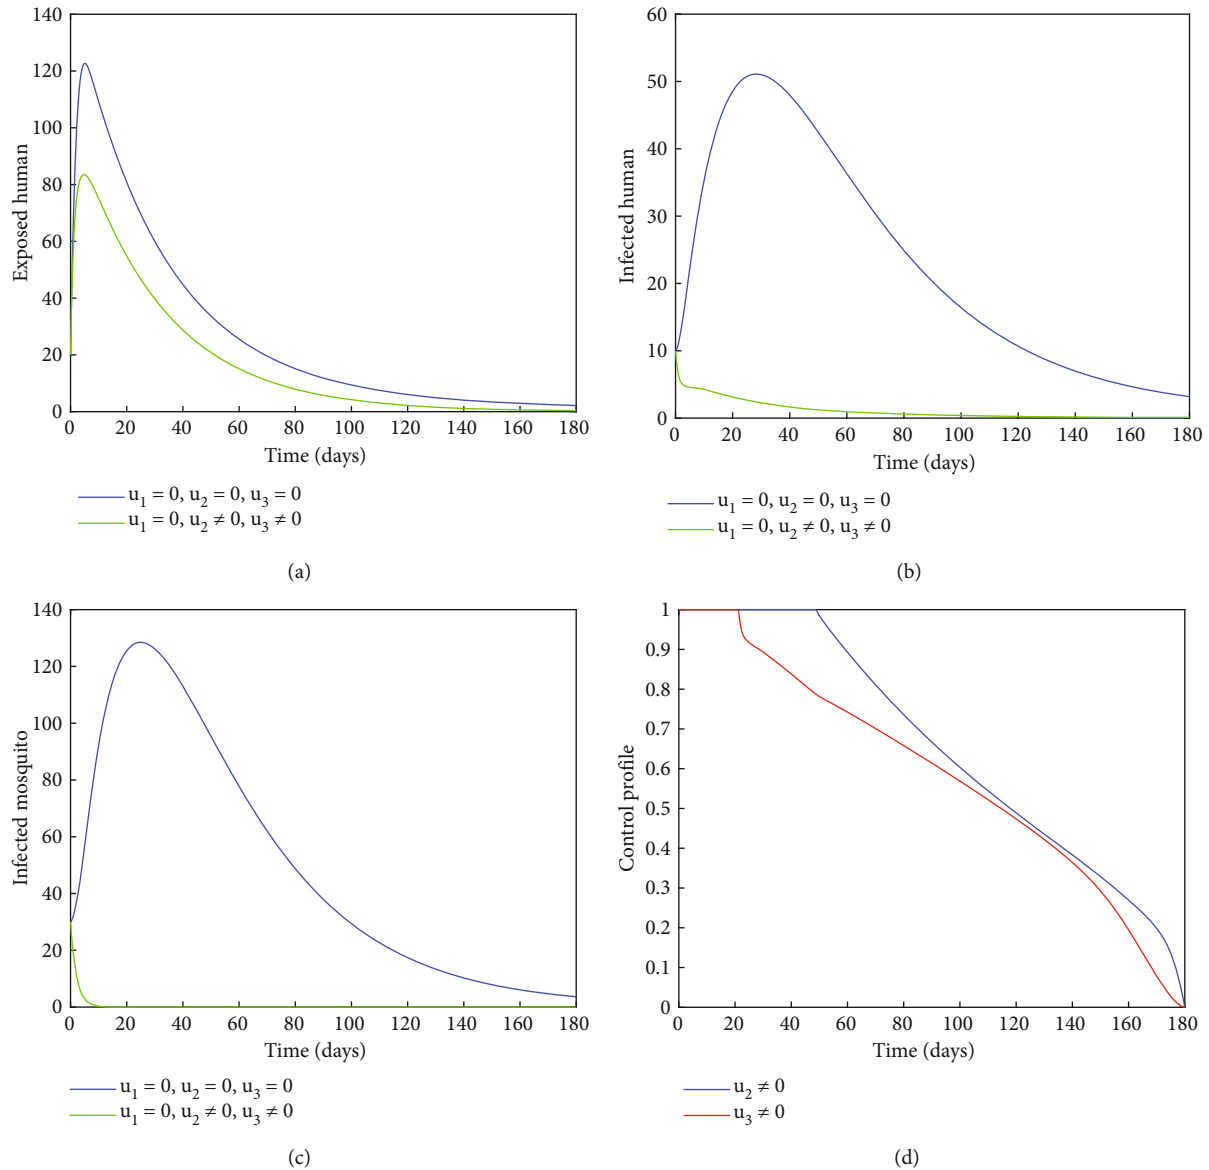 140
120
100
80
60
40
20
0
Exposed human
0 20 40 60 80 100 120 140 160 180
Time (days)
u1 = 0, u2 = 0, u3 = 0
u1 = 0, u2 ≠ 0, u3 ≠ 0
(a)
60
50
40
30
20
10
0
Infected human
0 20 40 60 80 100 120 140 160 180
Time (days)
u1 = 0, u2 = 0, u3 = 0
u1 = 0, u2 ≠ 0, u3 ≠ 0
(b)
140
120
100
80
60
40
20
0
Infected mosquito
0 20 40 60 80 100 120 140 160 180
Time (days)
u1 = 0, u2 = 0, u3 = 0
u1 = 0, u2 ≠ 0, u3 ≠ 0
(c)
1
0.9
0.8
0.7
0.6
0.5
0.4
0.3
0.2
0.1
0
Control profile
0 20 40 60 80 100 120 140 160 180
Time (days)
u2 ≠ 0
u3 ≠ 0
(d)